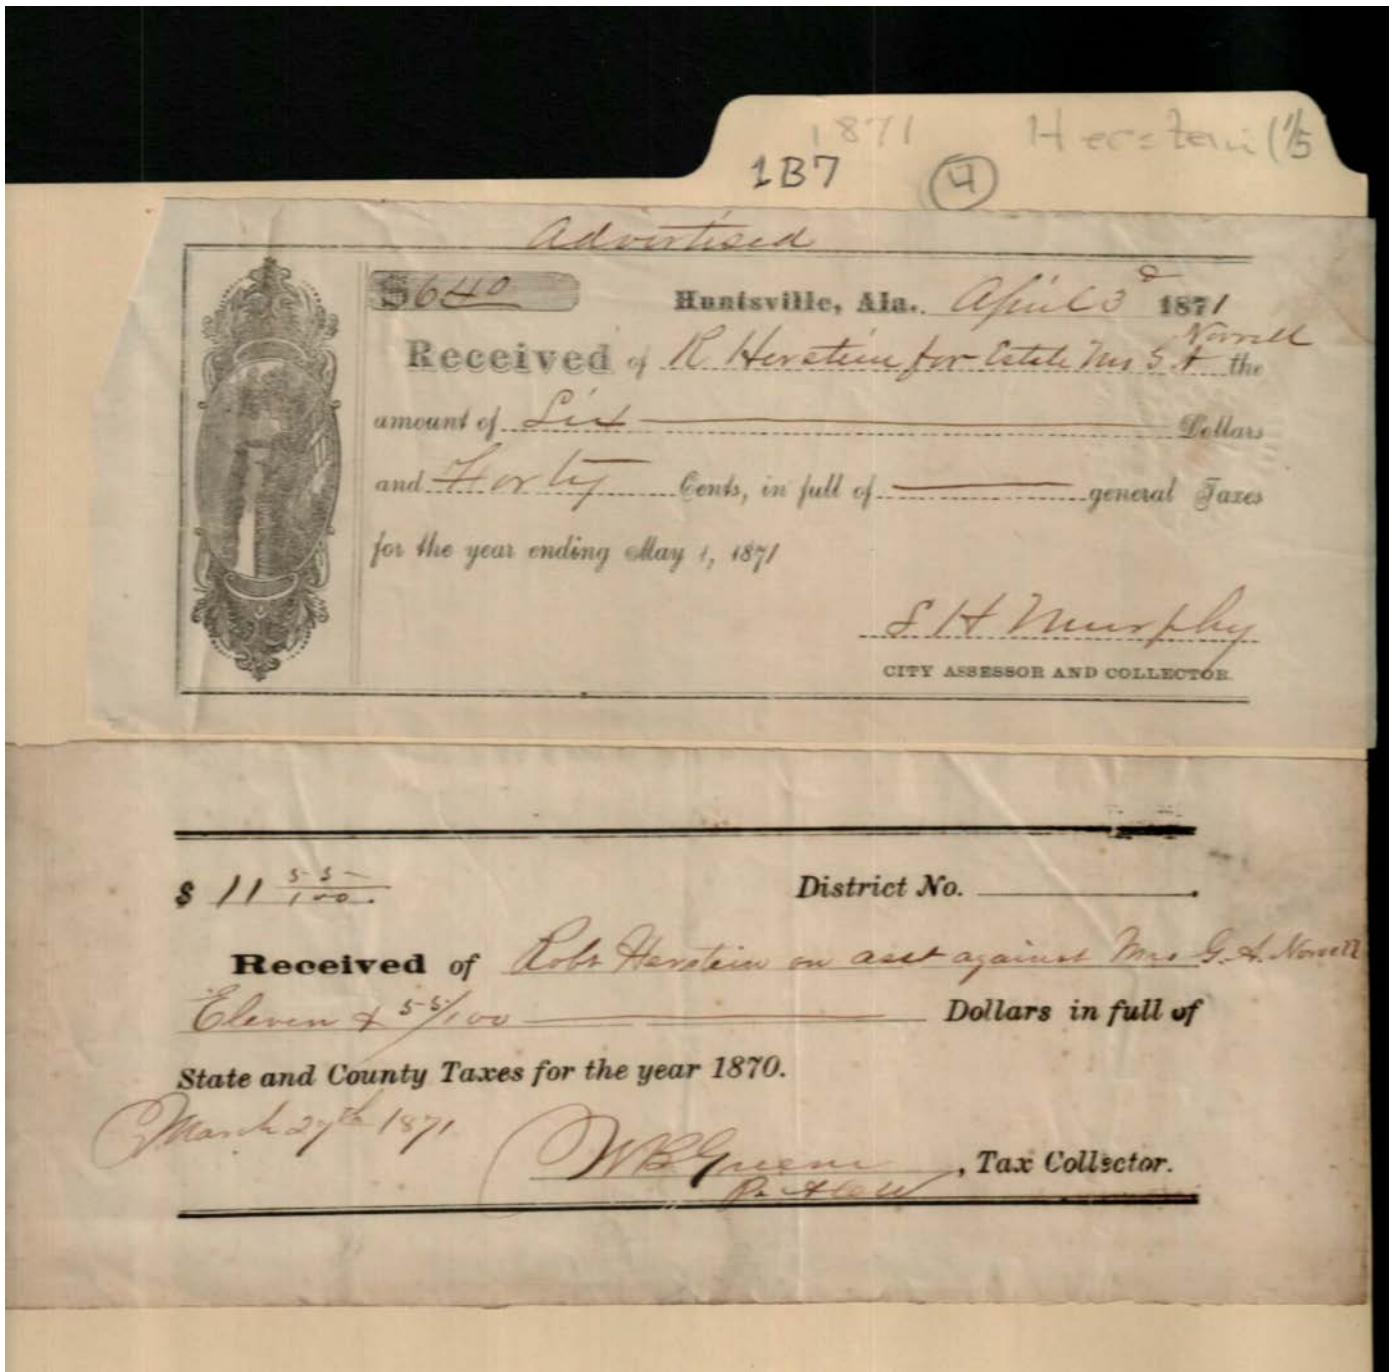 1871 Herstein (1/5
1B7 4
Advertised
$6 40
Huntsville, Ala. April 3d 1871
Norvell
Received of R Herstein for Estate Mrs G A the
amount of Six Dollars
and Forty Cents, in full of general Taxes
for the year ending May 1, 1871
S H Murphy
CITY ASSESSOR AND COLLECTOR.
$ 11 55/100. District No.
Received of Robt Herstein on asst against Mrs G. A. Norvell
Eleven & 55/100 Dollars in full of
State and County Taxes for the year 1870.
March 27th 1871
W B Greene, Tax Collector.